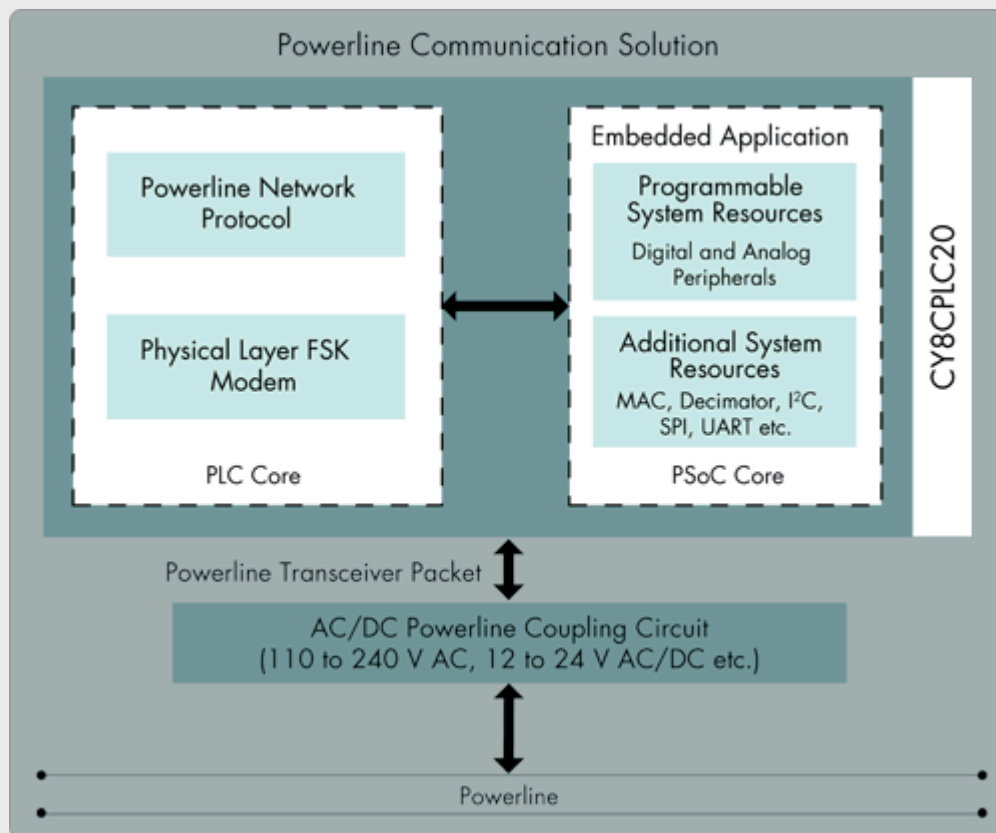 Powerline Communication Solution
Powerline Network
Protocol
Physical Layer FSK
Modem
PLC Core
Embedded Application
Programmable
System Resources
Digital and Analog
Peripherals
Additional System
Resources
MAC, Decimator, I²C,
SPI, UART etc.
PSoC Core
CY8CPLC20
Powerline Transceiver Packet
AC/DC Powerline Coupling Circuit
(110 to 240 V AC, 12 to 24 V AC/DC etc.)
Powerline